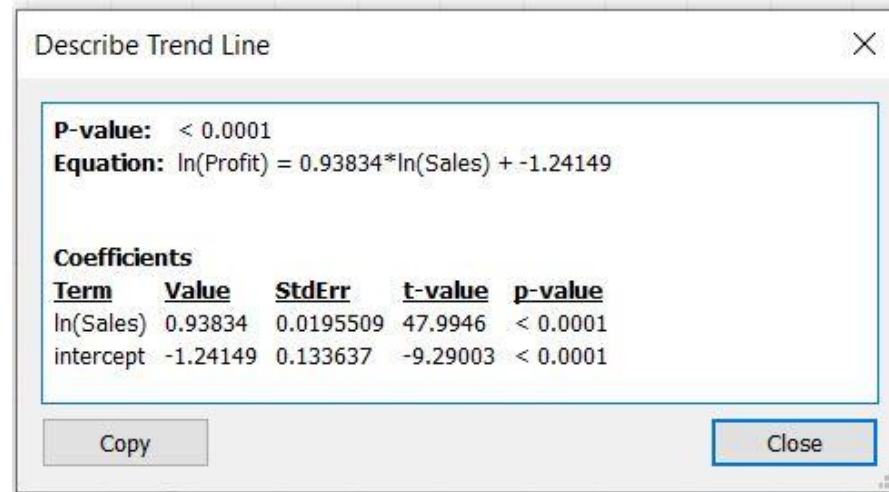 Describe Trend Line
P-value: < 0.0001
Equation: ln(Profit) = 0.93834*ln(Sales) + -1.24149
Coefficients
Term Value StdErr t-value p-value
ln(Sales) 0.93834 0.0195509 47.9946 < 0.0001
intercept -1.24149 0.133637 -9.29003 < 0.0001
Copy Close